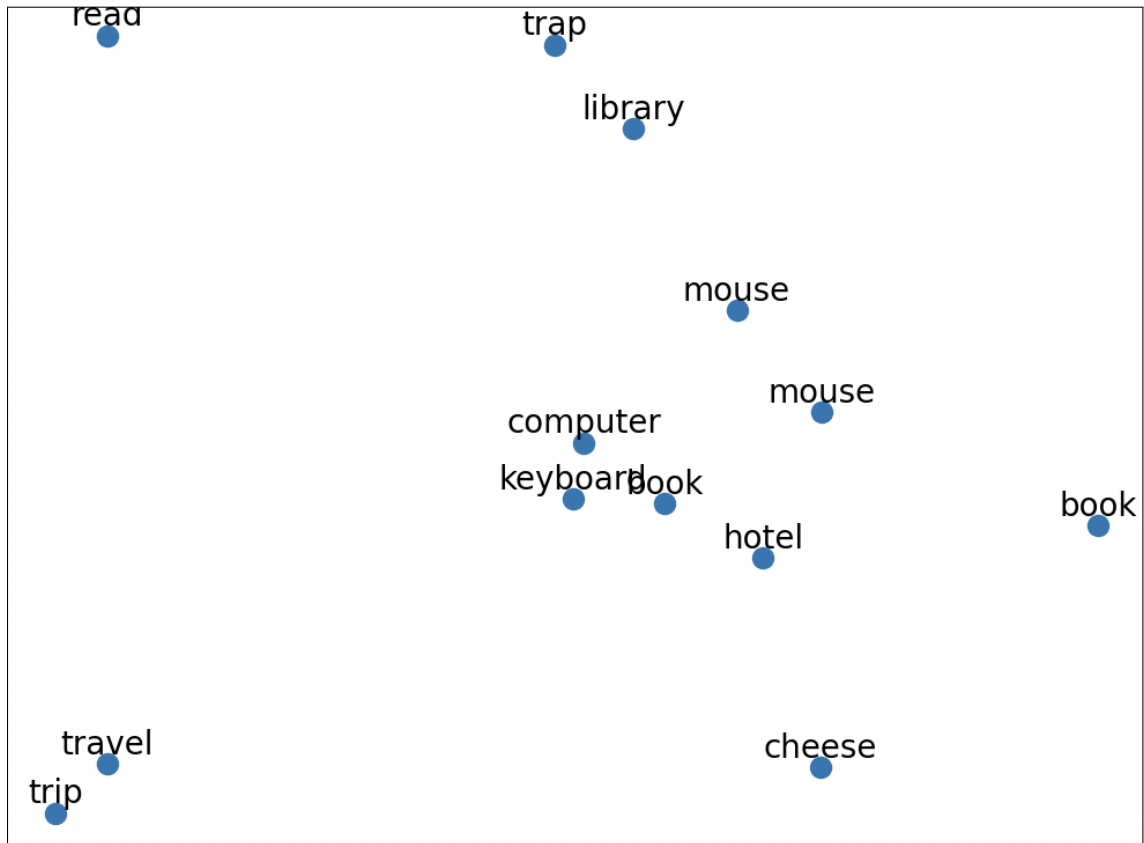 read
trap
library
mouse
mouse
computer
keyboard
book
book
hotel
travel
cheese
trip